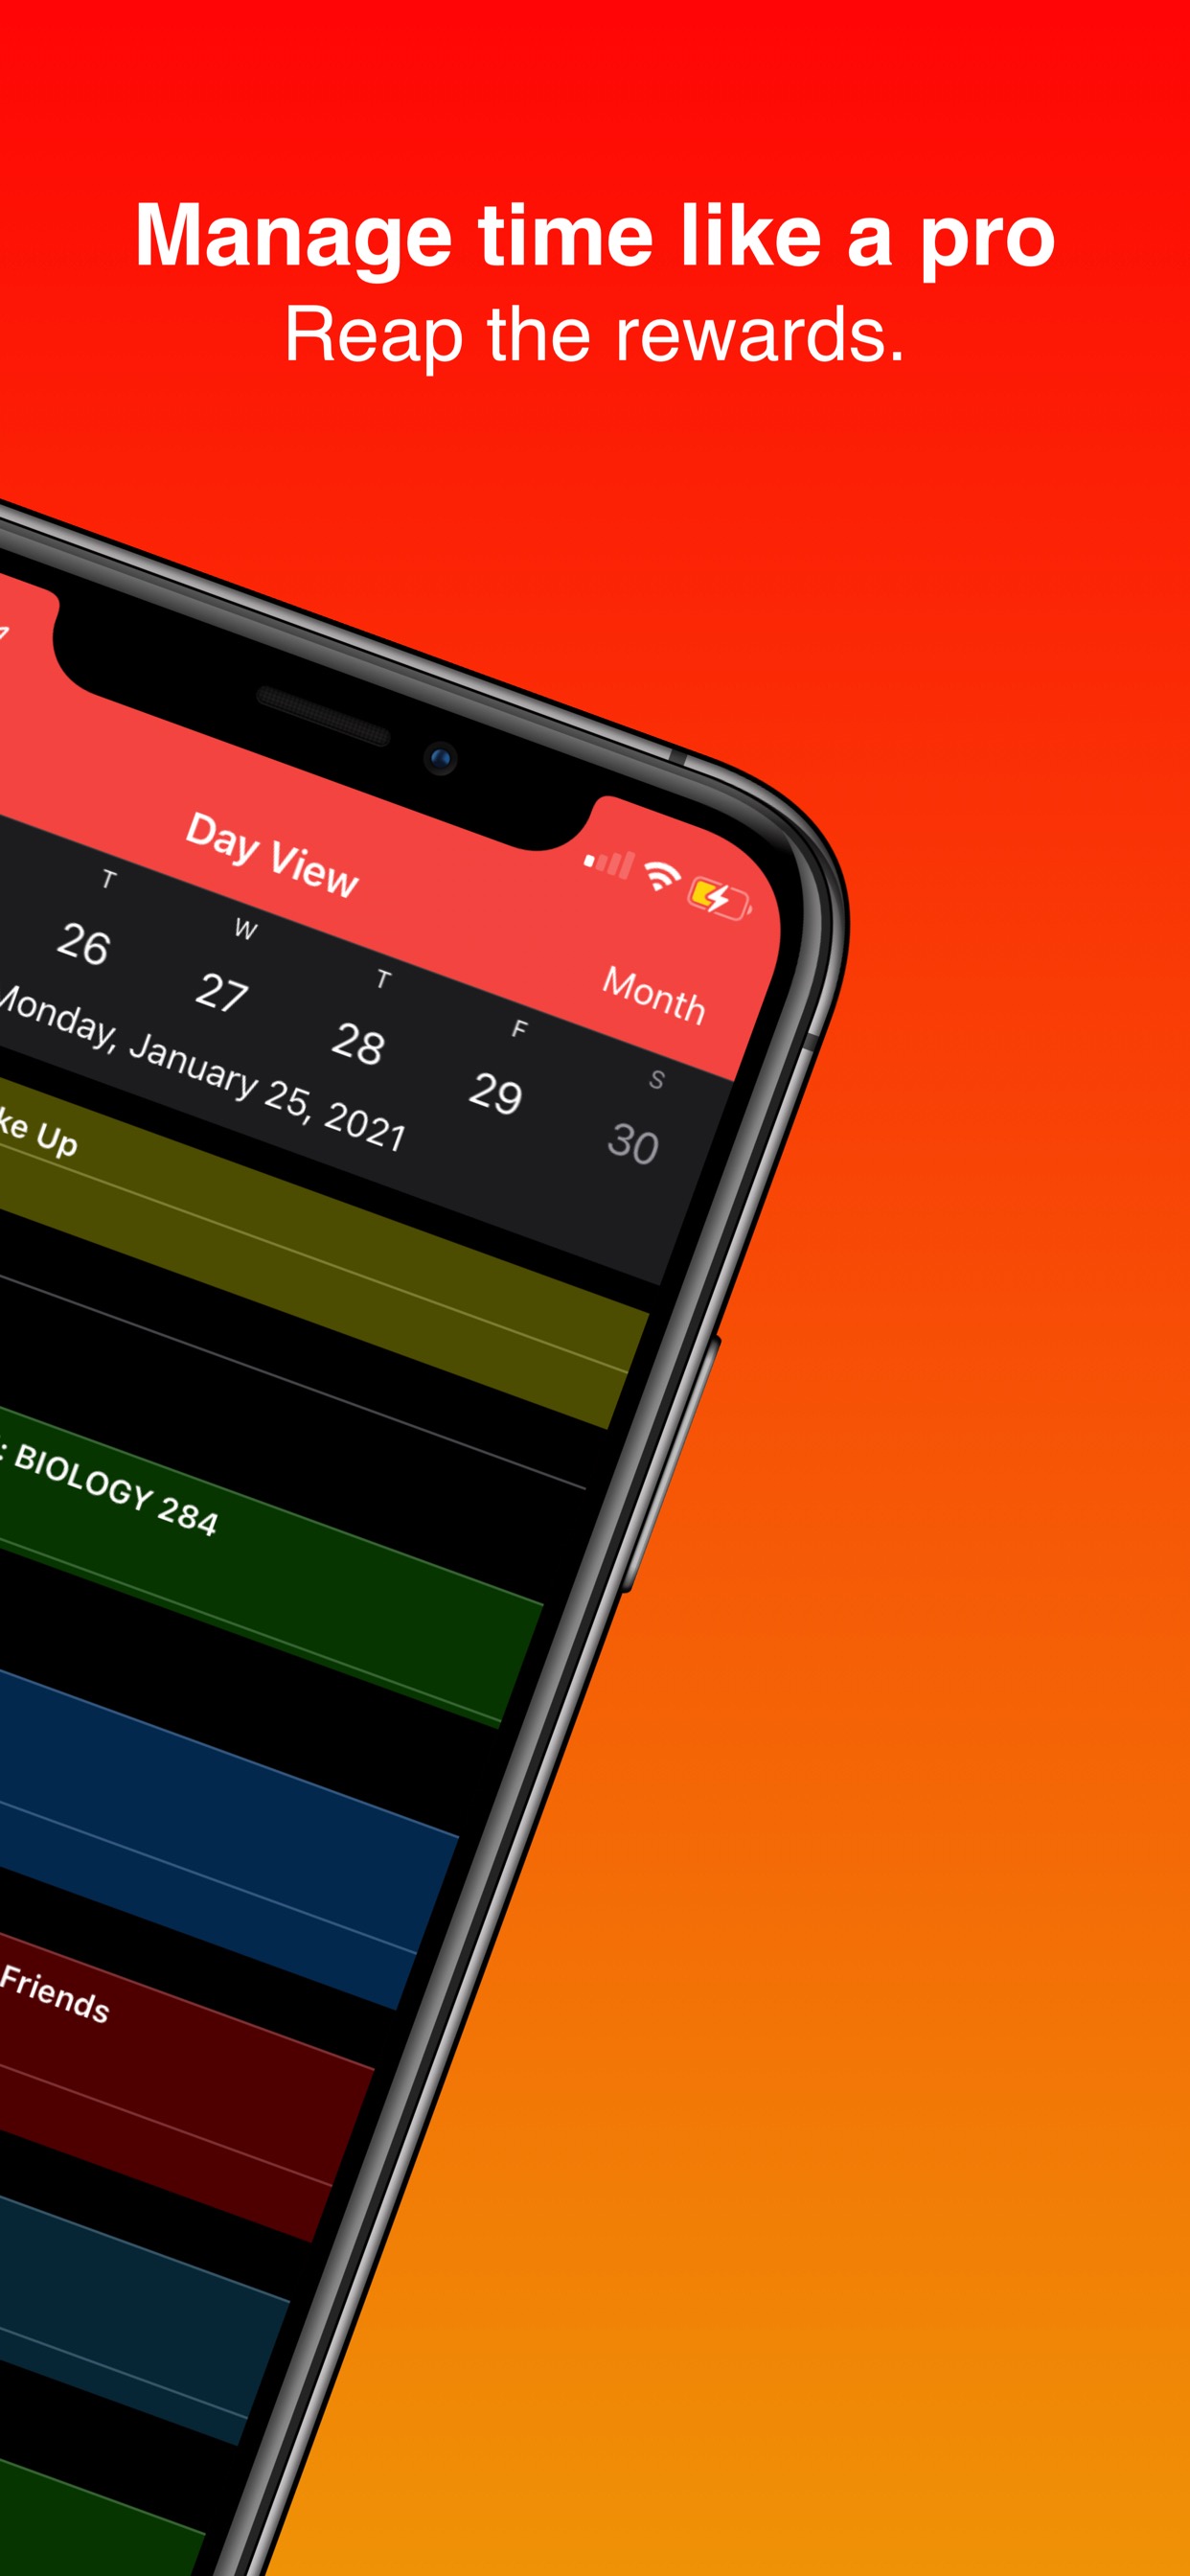 Manage time like a pro
Reap the rewards.
Day View
Month
T W T F S
26 27 28 29 30
Monday, January 25, 2021
ke Up
: BIOLOGY 284
Friends